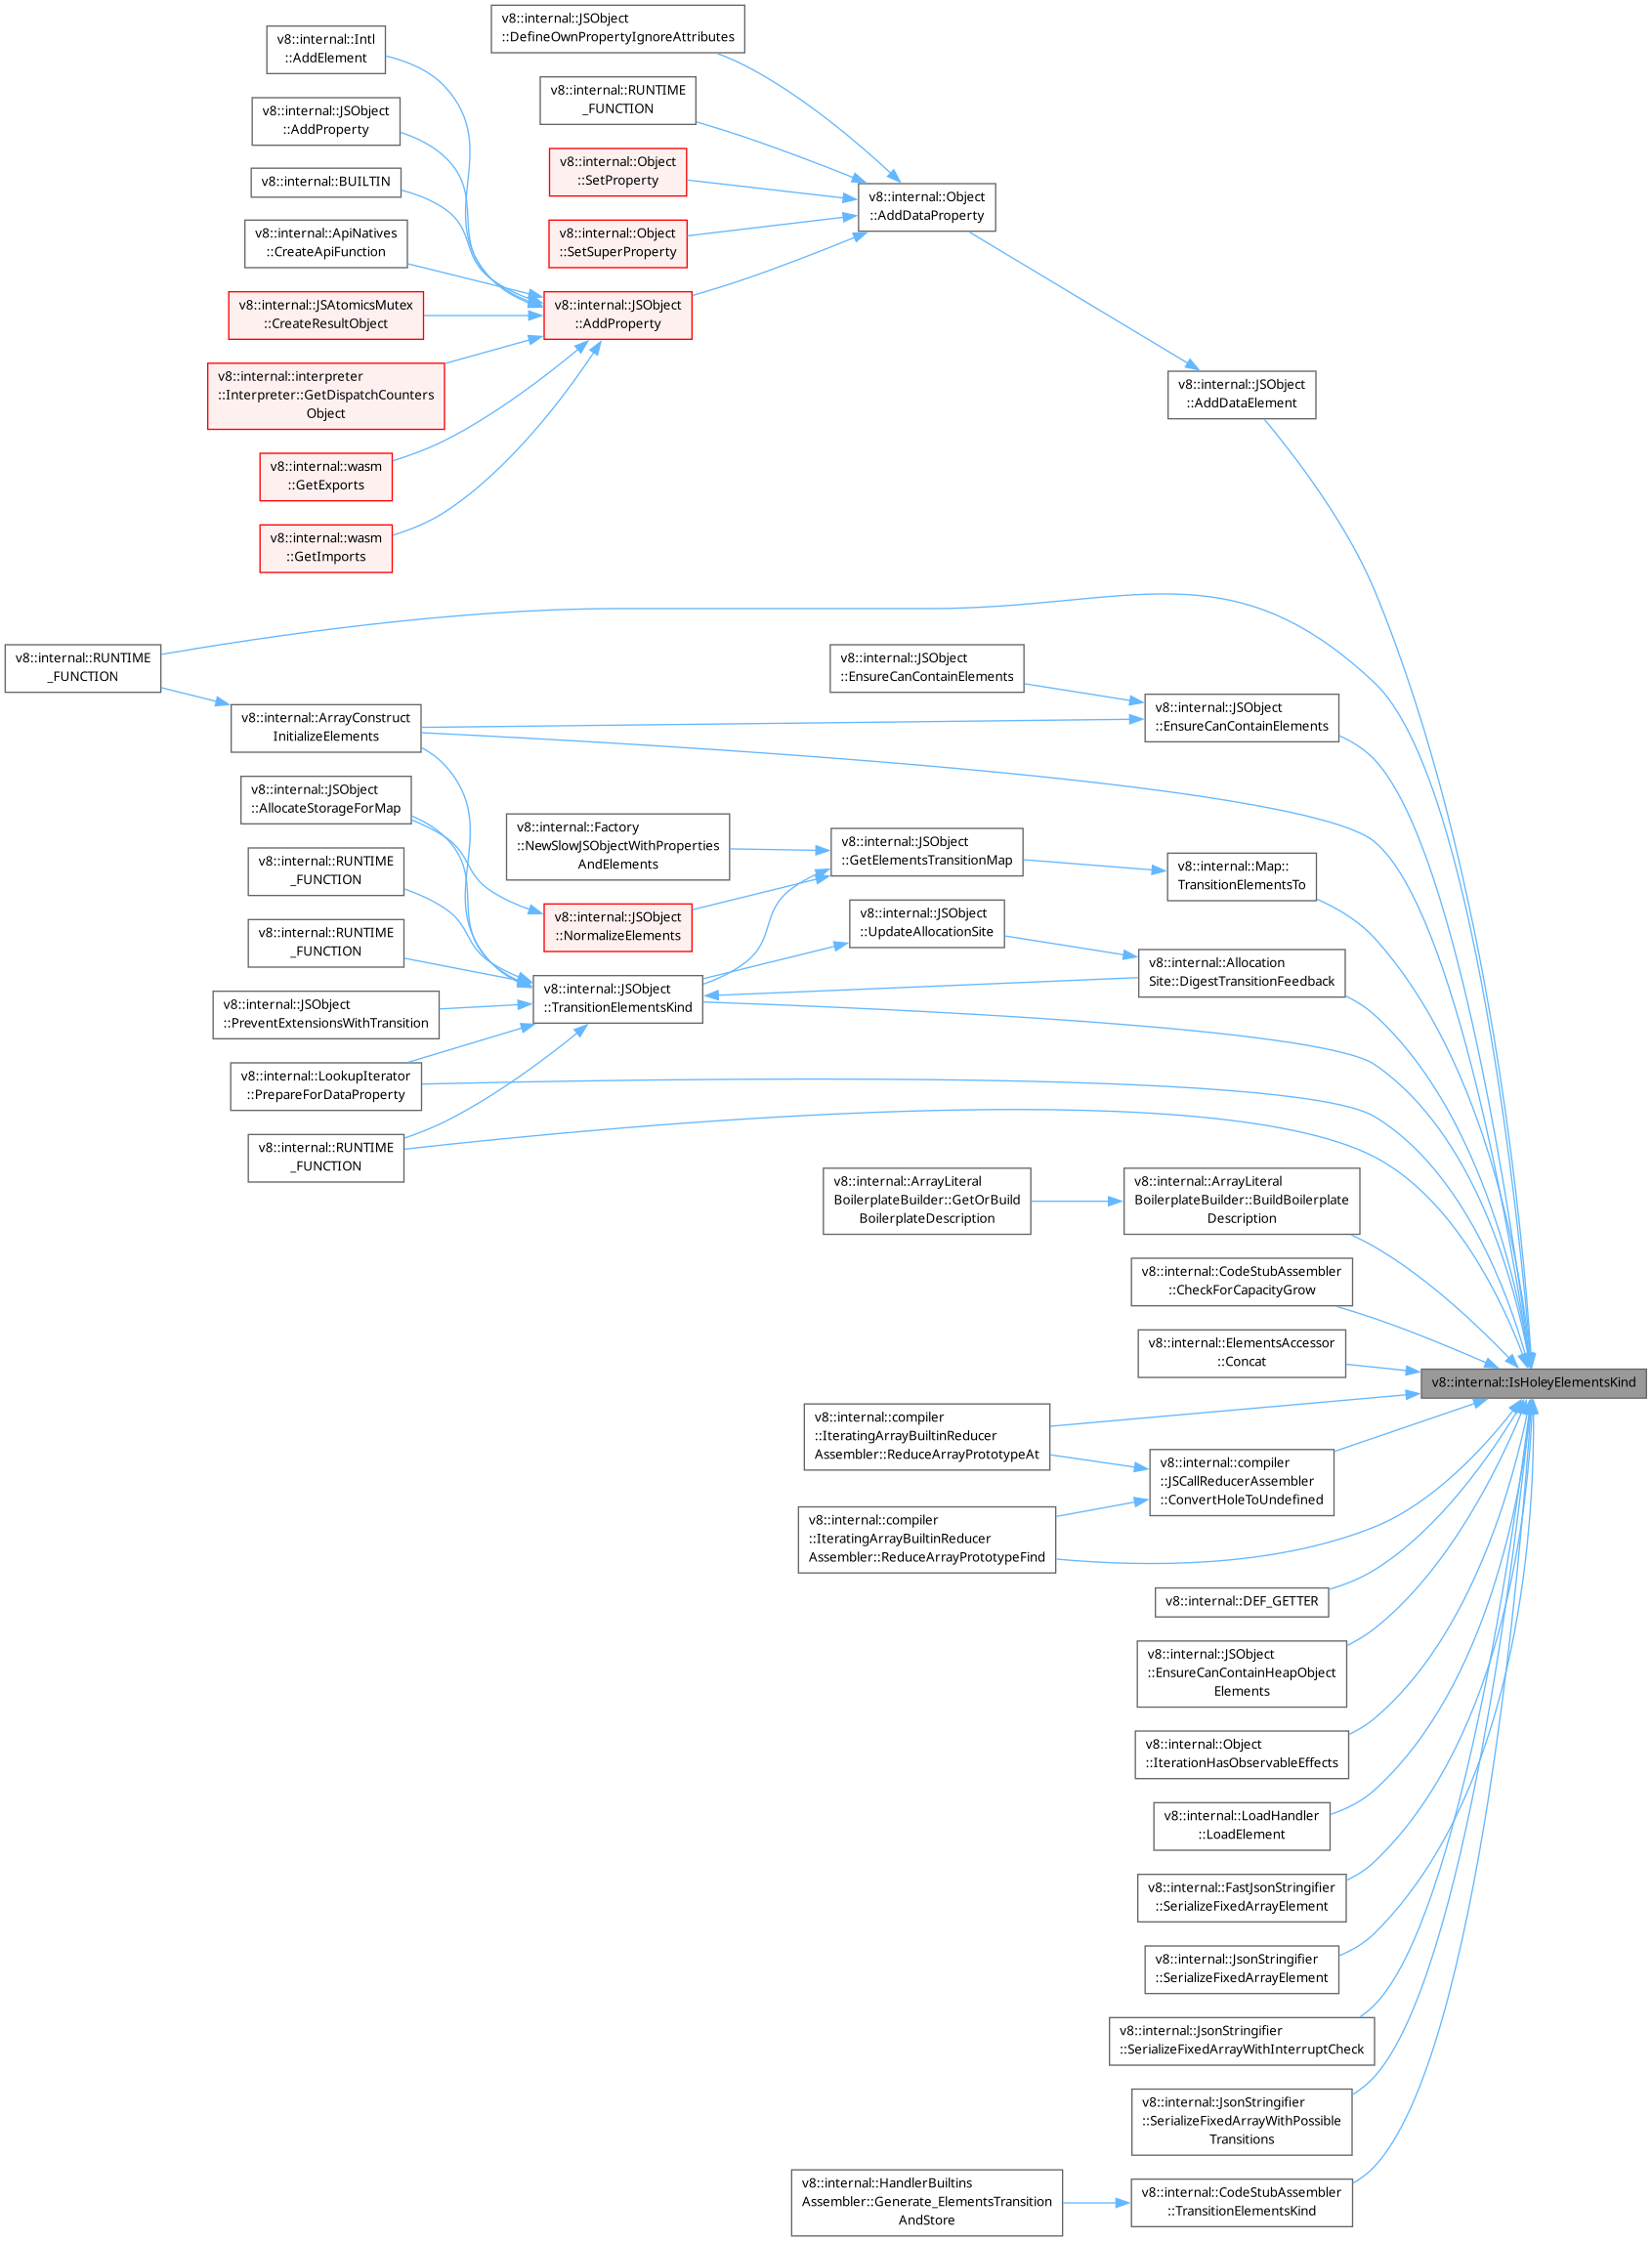 v8::internal::JSObject
::DefineOwnPropertyIgnoreAttributes
v8::internal::Intl
::AddElement
v8::internal::RUNTIME
_FUNCTION
v8::internal::JSObject
::AddProperty
v8::internal::Object
::SetProperty
v8::internal::BUILTIN
v8::internal::Object
::AddDataProperty
v8::internal::ApiNatives
::CreateApiFunction
v8::internal::Object
::SetSuperProperty
v8::internal::JSAtomicsMutex
::CreateResultObject
v8::internal::JSObject
::AddProperty
v8::internal::interpreter
::Interpreter::GetDispatchCounters
Object
v8::internal::JSObject
::AddDataElement
v8::internal::wasm
::GetExports
v8::internal::wasm
::GetImports
v8::internal::RUNTIME
_FUNCTION
v8::internal::JSObject
::EnsureCanContainElements
v8::internal::JSObject
::EnsureCanContainElements
v8::internal::ArrayConstruct
InitializeElements
v8::internal::JSObject
::AllocateStorageForMap
v8::internal::Factory
::NewSlowJSObjectWithProperties
AndElements
v8::internal::JSObject
::GetElementsTransitionMap
v8::internal::Map::
TransitionElementsTo
v8::internal::RUNTIME
_FUNCTION
v8::internal::JSObject
::NormalizeElements
v8::internal::JSObject
::UpdateAllocationSite
v8::internal::RUNTIME
_FUNCTION
v8::internal::Allocation
Site::DigestTransitionFeedback
v8::internal::JSObject
::TransitionElementsKind
v8::internal::JSObject
::PreventExtensionsWithTransition
v8::internal::LookupIterator
::PrepareForDataProperty
v8::internal::RUNTIME
_FUNCTION
v8::internal::ArrayLiteral
BoilerplateBuilder::GetOrBuild
BoilerplateDescription
v8::internal::ArrayLiteral
BoilerplateBuilder::BuildBoilerplate
Description
v8::internal::CodeStubAssembler
::CheckForCapacityGrow
v8::internal::ElementsAccessor
::Concat
v8::internal::IsHoleyElementsKind
v8::internal::compiler
::IteratingArrayBuiltinReducer
Assembler::ReduceArrayPrototypeAt
v8::internal::compiler
::JSCallReducerAssembler
::ConvertHoleToUndefined
v8::internal::compiler
::IteratingArrayBuiltinReducer
Assembler::ReduceArrayPrototypeFind
v8::internal::DEF_GETTER
v8::internal::JSObject
::EnsureCanContainHeapObject
Elements
v8::internal::Object
::IterationHasObservableEffects
v8::internal::LoadHandler
::LoadElement
v8::internal::FastJsonStringifier
::SerializeFixedArrayElement
v8::internal::JsonStringifier
::SerializeFixedArrayElement
v8::internal::JsonStringifier
::SerializeFixedArrayWithInterruptCheck
v8::internal::JsonStringifier
::SerializeFixedArrayWithPossible
Transitions
v8::internal::HandlerBuiltins
Assembler::Generate_ElementsTransition
AndStore
v8::internal::CodeStubAssembler
::TransitionElementsKind